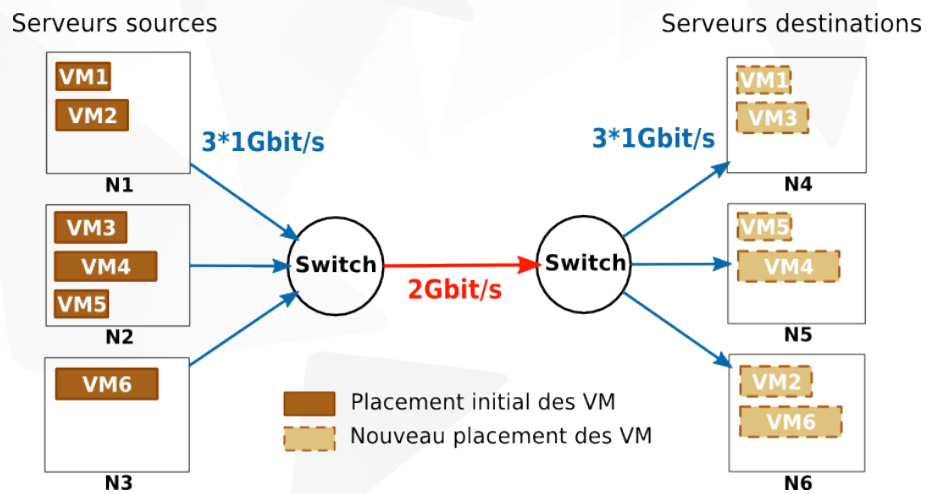 Serveurs sources
Serveurs destinations
VM1
VM2
N1
3*1Gbit/s
VM3
VM4
VM5
N2
VM6
N3
Switch
2Gbit/s
Switch
3*1Gbit/s
VM1
VM3
N4
VM5
VM4
N5
VM2
VM6
N6
Placement initial des VM
Nouveau placement des VM